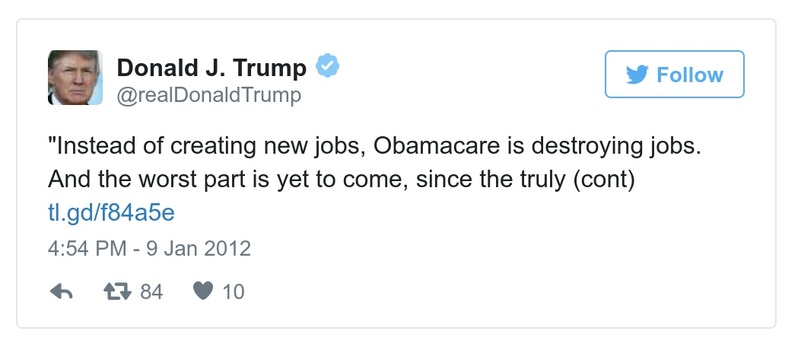 Donald J. Trump
Follow
@realDonaldTrump
"Instead of creating new jobs, Obamacare is destroying jobs.
And the worst part is yet to come, since the truly (cont)
tl.gd/f84a5e
4:54 PM - 9 Jan 2012
84 10